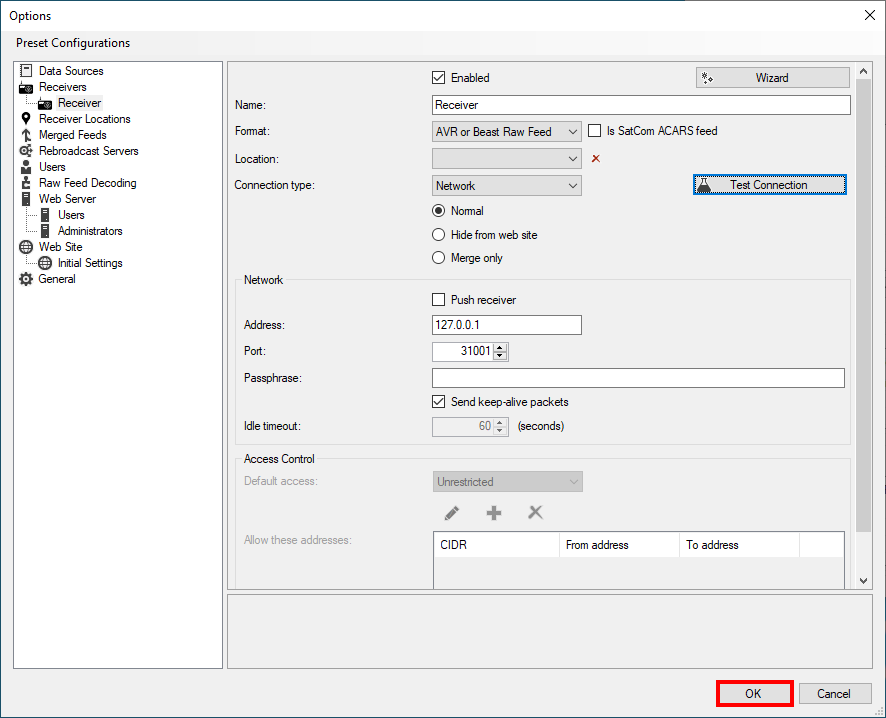 Options
Preset Configurations
Data Sources
Receivers
Receiver
Receiver Locations
Merged Feeds
Rebroadcast Servers
Users
Raw Feed Decoding
Web Server
Users
Administrators
Web Site
Initial Settings
General
Enabled
Wizard
Name:
Receiver
Format:
AVR or Beast Raw Feed
Is SatCom ACARS feed
Location:
Connection type:
Network
Test Connection
Normal
Hide from web site
Merge only
Network
Push receiver
Address:
127.0.0.1
Port:
31001
Passphrase:
Send keep-alive packets
Idle timeout:
60
(seconds)
Access Control
Default access:
Unrestricted
Allow these addresses:
CIDR
From address
To address
OK
Cancel